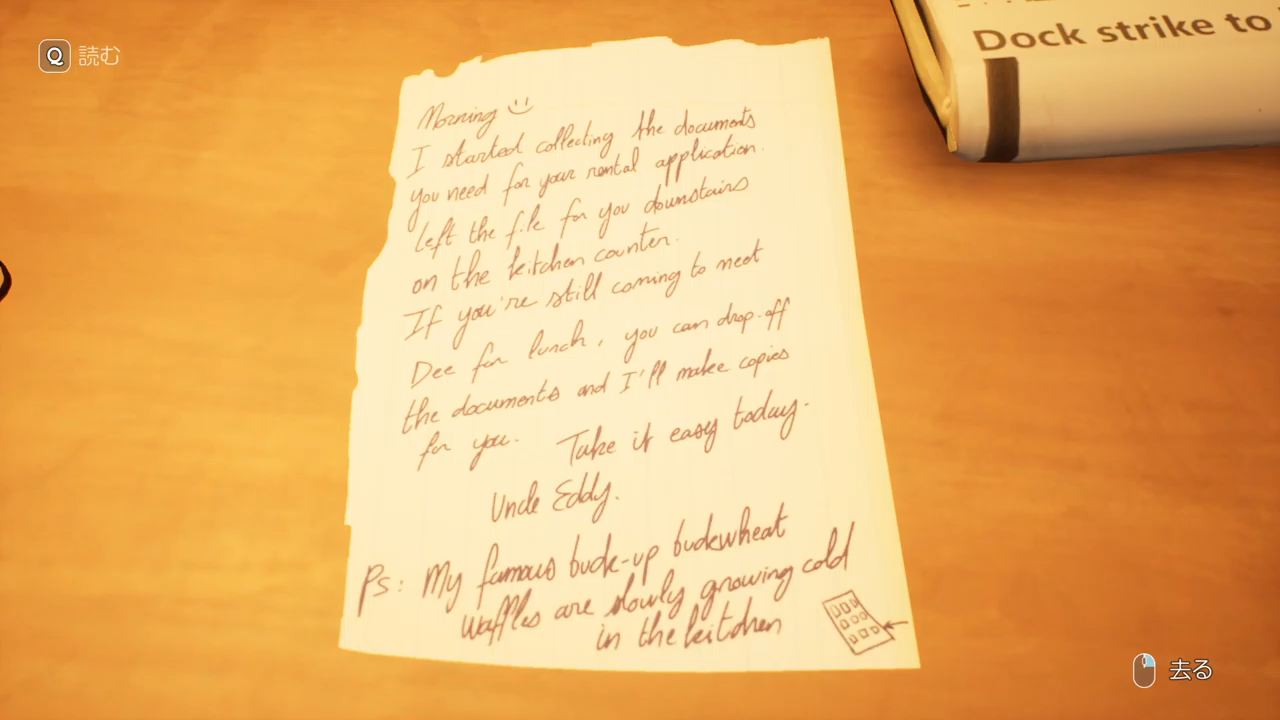 Q 読む
Dock strike to
Morning
I started collecting the documents
you need for your rental application.
Left the file for you downstairs
on the kitchen counter.
If you're still coming to meet
Dee for lunch, you can drop-off
the documents and I'll make copies
for you. Take it easy today.
Uncle Eddy.
Ps: My famous buck-up buckwheat
waffles are slowly growing cold
in the kitchen
去る